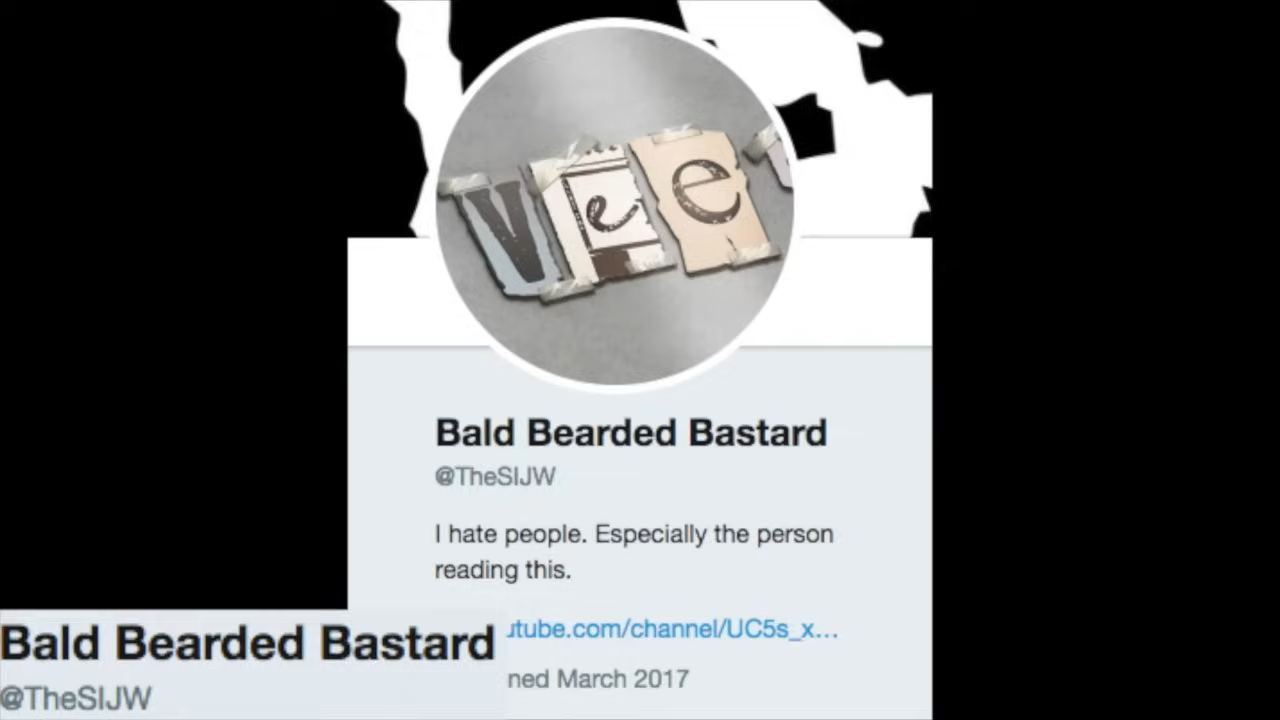 v e e
Bald Bearded Bastard
@TheSIJW
I hate people. Especially the person
reading this.
utube.com/channel/UC5s_x…
ned March 2017
Bald Bearded Bastard
@TheSIJW